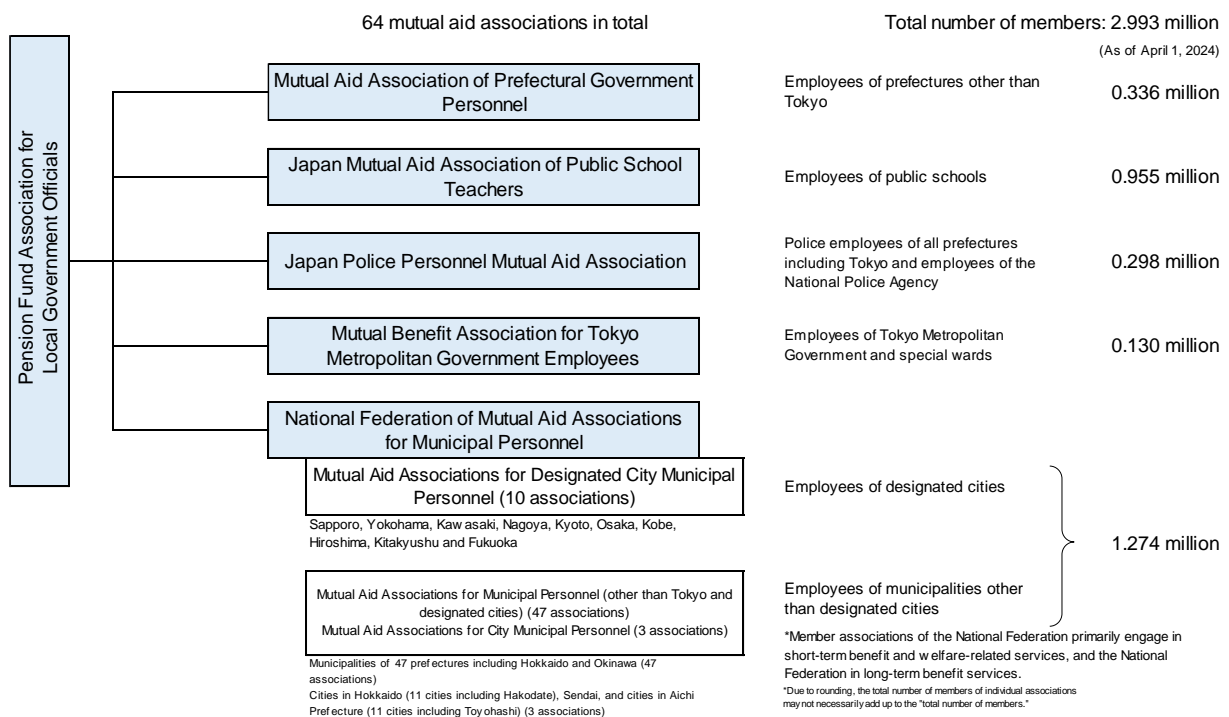 64 mutual aid associations in total
Total number of members: 2.993 million
(As of April 1, 2024)
Pension Fund Association for
Local Government Officials
Mutual Aid Association of Prefectural Government
Personnel
Employees of prefectures other than
Tokyo
0.336 million
Japan Mutual Aid Association of Public School
Teachers
Employees of public schools
0.955 million
Japan Police Personnel Mutual Aid Association
Police employees of all prefectures
including Tokyo and employees of the
National Police Agency
0.298 million
Mutual Benefit Association for Tokyo
Metropolitan Government Employees
Employees of Tokyo Metropolitan
Government and special wards
0.130 million
National Federation of Mutual Aid Associations
for Municipal Personnel
Mutual Aid Associations for Designated City Municipal
Personnel (10 associations)
Employees of designated cities
Sapporo, Yokohama, Kawasaki, Nagoya, Kyoto, Osaka, Kobe,
Hiroshima, Kitakyushu and Fukuoka
1.274 million
Mutual Aid Associations for Municipal Personnel (other than Tokyo and
designated cities) (47 associations)
Mutual Aid Associations for City Municipal Personnel (3 associations)
Employees of municipalities other
than designated cities
Municipalities of 47 prefectures including Hokkaido and Okinawa (47
associations)
Cities in Hokkaido (11 cities including Hakodate), Sendai, and cities in Aichi
Prefecture (11 cities including Toyohashi) (3 associations)
*Member associations of the National Federation primarily engage in
short-term benefit and welfare-related services, and the National
Federation in long-term benefit services.
*Due to rounding, the total number of members of individual associations
may not necessarily add up to the "total number of members."